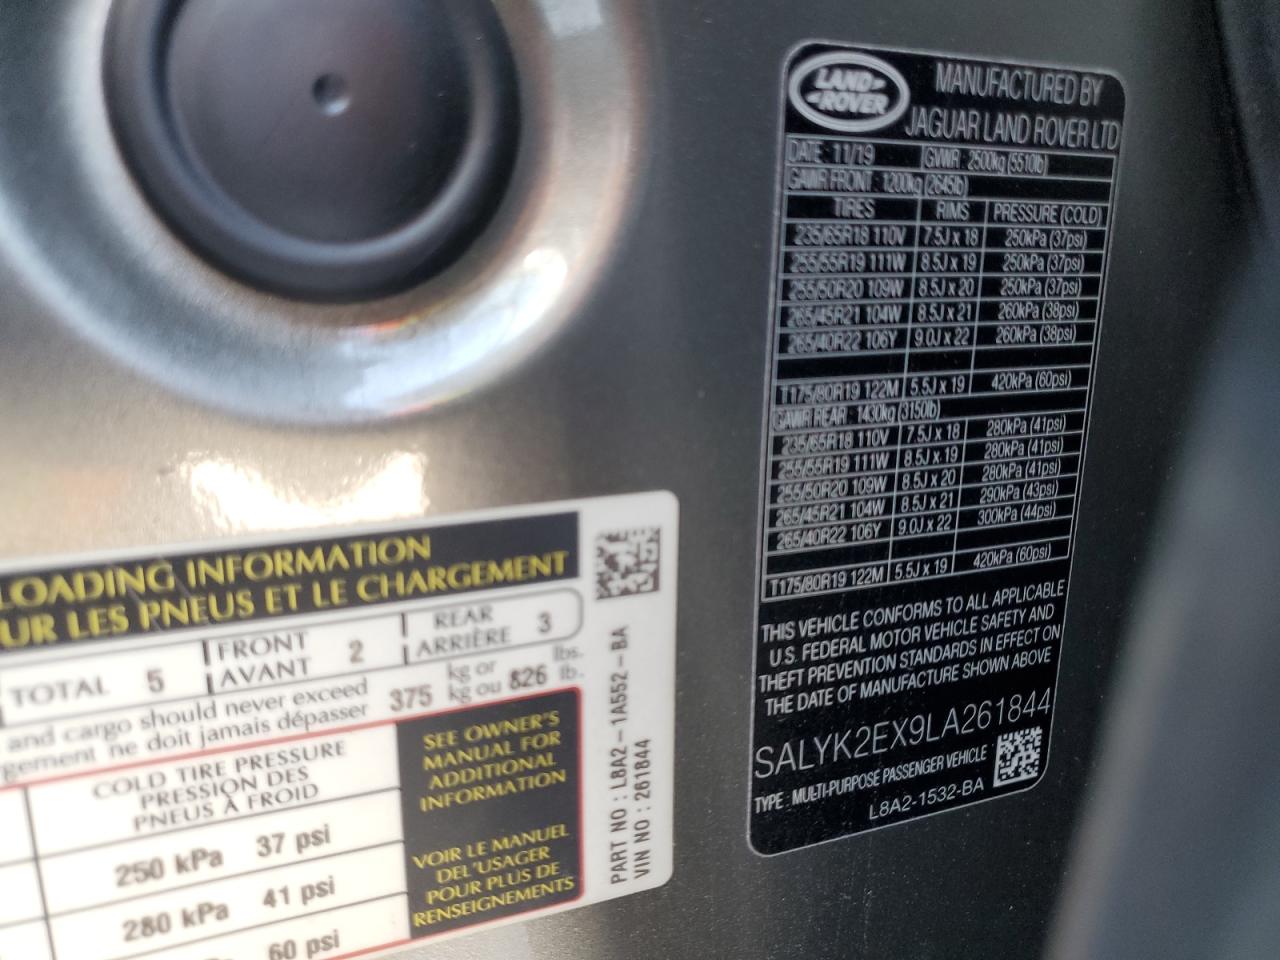 LAND
ROVER
MANUFACTURED BY
JAGUAR LAND ROVER LTD
DATE : 11/19 GVWR : 2500kg (5510lb)
GAWR FRONT : 1200kg (2645lb)
TIRES RIMS PRESSURE (COLD)
235/65R18 110V 7.5J x 18 250kPa (37psi)
255/55R19 111W 8.5J x 19 250kPa (37psi)
255/50R20 109W 8.5J x 20 250kPa (37psi)
265/45R21 104W 8.5J x 21 260kPa (38psi)
265/40R22 106Y 9.0J x 22 260kPa (38psi)
T175/80R19 122M 5.5J x 19 420kPa (60psi)
GAWR REAR : 1430kg (3150lb)
235/65R18 110V 7.5J x 18 280kPa (41psi)
255/55R19 111W 8.5J x 19 280kPa (41psi)
255/50R20 109W 8.5J x 20 280kPa (41psi)
265/45R21 104W 8.5J x 21 290kPa (43psi)
265/40R22 106Y 9.0J x 22 300kPa (44psi)
T175/80R19 122M 5.5J x 19 420kPa (60psi)
THIS VEHICLE CONFORMS TO ALL APPLICABLE
U.S. FEDERAL MOTOR VEHICLE SAFETY AND
THEFT PREVENTION STANDARDS IN EFFECT ON
THE DATE OF MANUFACTURE SHOWN ABOVE
SALYK2EX9LA261844
TYPE : MULTI-PURPOSE PASSENGER VEHICLE
L8A2-1532-BA
LOADING INFORMATION
UR LES PNEUS ET LE CHARGEMENT
TOTAL 5 FRONT AVANT 2 REAR ARRIÈRE 3
and cargo should never exceed 375 kg or 826 lbs.
gement ne doit jamais dépasser kg ou lb.
COLD TIRE PRESSURE
PRESSION DES
PNEUS À FROID
250 kPa 37 psi
280 kPa 41 psi
60 psi
SEE OWNER'S
MANUAL FOR
ADDITIONAL
INFORMATION
VOIR LE MANUEL
DEL'USAGER
POUR PLUS DE
RENSEIGNEMENTS
PART NO : L8A2-1A552-BA
VIN NO : 261844